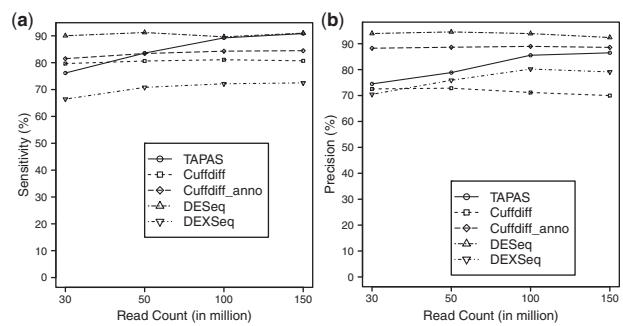 (a)
Sensitivity (%)
90
80
70
60
50
40
30
20
10
0
TAPAS
Cuffdiff
Cuffdiff_anno
DESeq
DEXSeq
30 50 100 150
Read Count (in million)
(b)
Precision (%)
90
80
70
60
50
40
30
20
10
0
TAPAS
Cuffdiff
Cuffdiff_anno
DESeq
DEXSeq
30 50 100 150
Read Count (in million)